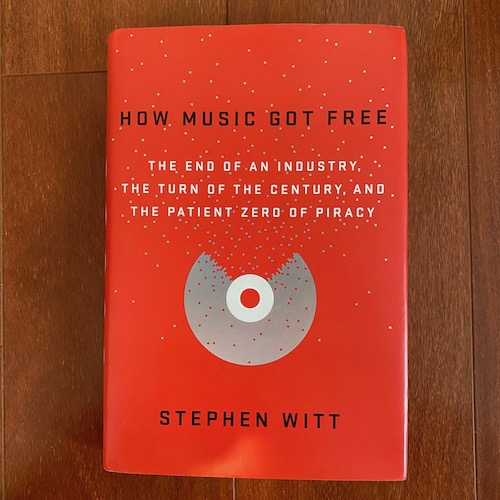 HOW MUSIC GOT FREE
THE END OF AN INDUSTRY,
THE TURN OF THE CENTURY, AND
THE PATIENT ZERO OF PIRACY
STEPHEN WITT